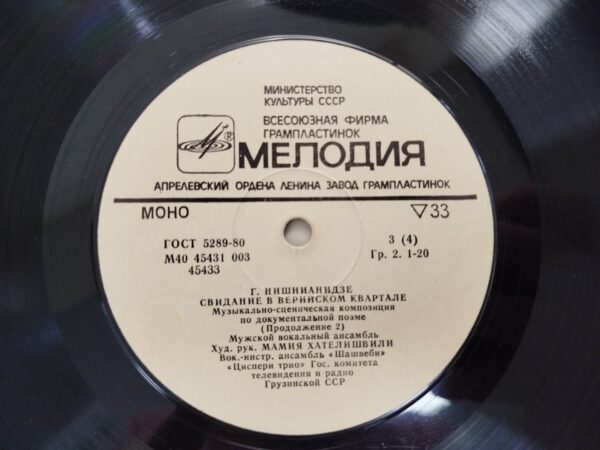 МИНИСТЕРСТВО
КУЛЬТУРЫ СССР
ВСЕСОЮЗНАЯ ФИРМА
ГРАМПЛАСТИНОК
® МЕЛОДИЯ
АПРЕЛЕВСКИЙ ОРДЕНА ЛЕНИНА ЗАВОД ГРАМПЛАСТИНОК
МОНО ▽33
ГОСТ 5289-80 3 (4)
М40 45431 003 Гр. 2. 1-20
45433
Г. НИШНИАНИДЗЕ
СВИДАНИЕ В ВЕРИЙСКОМ КВАРТАЛЕ
Музыкально-сценическая композиция
по документальной поэме
(Продолжение 2)
Мужской вокальный ансамбль
Худ. рук. МАМИЯ ХАТЕЛИШВИЛИ
Вок.-инстр. ансамбль «Шашвеби»
«Циспери трио» Гос. комитета
телевидения и радио
Грузинской ССР